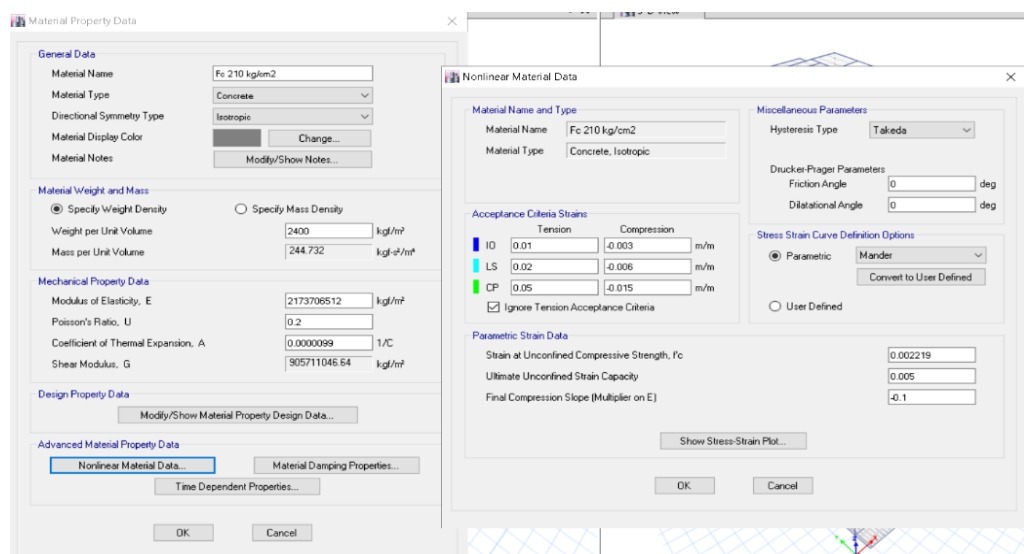 Material Property Data
General Data
Material Name Fc 210 kg/cm2
Material Type Concrete
Directional Symmetry Type Isotropic
Material Display Color Change...
Material Notes Modify/Show Notes...
Material Weight and Mass
Specify Weight Density Specify Mass Density
Weight per Unit Volume 2400 kgf/m³
Mass per Unit Volume 244.732 kgf-s²/m⁴
Mechanical Property Data
Modulus of Elasticity, E 2173706512 kgf/m²
Poisson's Ratio, U 0.2
Coefficient of Thermal Expansion, A 0.0000099 1/C
Shear Modulus, G 905711046.64 kgf/m²
Design Property Data
Modify/Show Material Property Design Data...
Advanced Material Property Data
Nonlinear Material Data... Material Damping Properties...
Time Dependent Properties...
OK Cancel
Nonlinear Material Data
Material Name and Type
Material Name Fc 210 kg/cm2
Material Type Concrete, Isotropic
Miscellaneous Parameters
Hysteresis Type Takeda
Drucker-Prager Parameters
Friction Angle 0 deg
Dilatational Angle 0 deg
Acceptance Criteria Strains
Tension Compression
IO 0.01 -0.003 m/m
LS 0.02 -0.006 m/m
CP 0.05 -0.015 m/m
Ignore Tension Acceptance Criteria
Stress Strain Curve Definition Options
Parametric Mander
Convert to User Defined
User Defined
Parametric Strain Data
Strain at Unconfined Compressive Strength, f'c 0.002219
Ultimate Unconfined Strain Capacity 0.005
Final Compression Slope (Multiplier on E) -0.1
Show Stress-Strain Plot...
OK Cancel